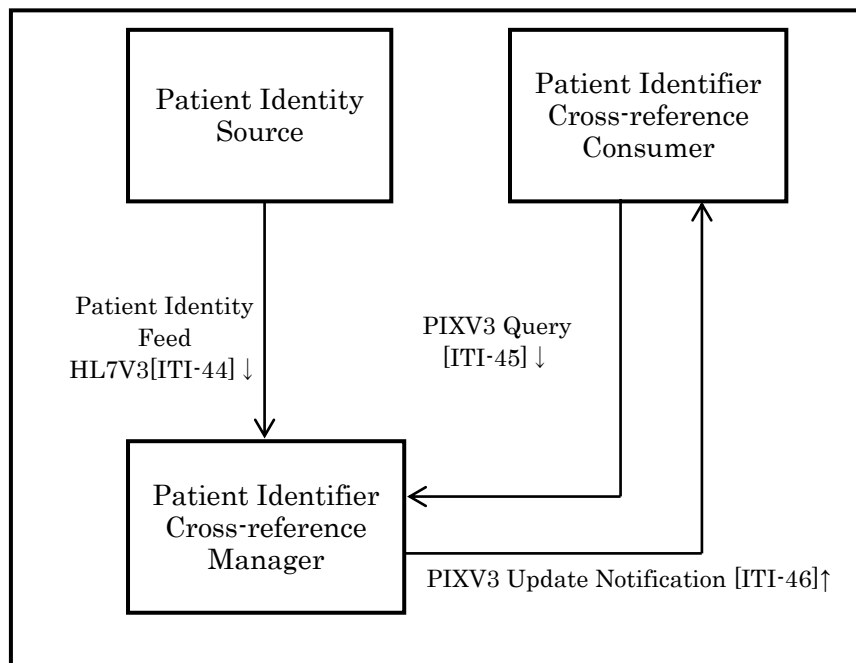 Patient Identity
Source
Patient Identifier
Cross-reference
Consumer
Patient Identity
Feed
HL7V3[ITI-44] ↓
PIXV3 Query
[ITI-45] ↓
Patient Identifier
Cross-reference
Manager
PIXV3 Update Notification [ITI-46]↑